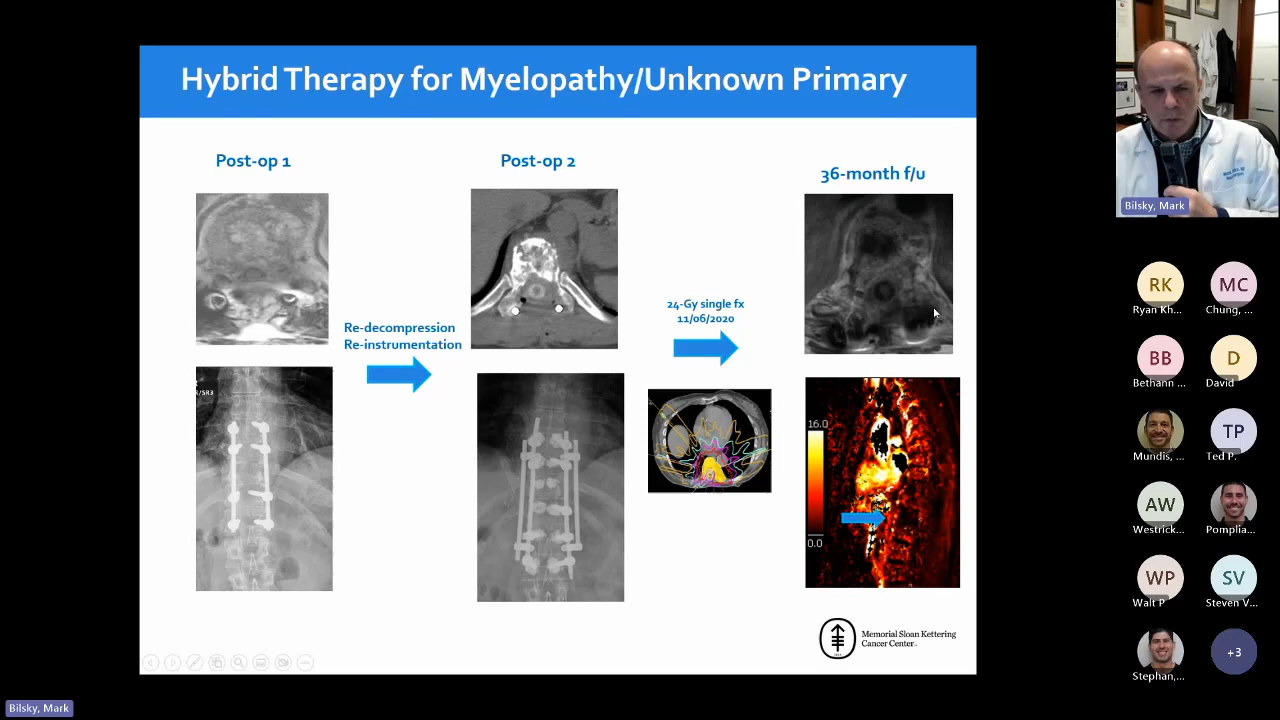 Hybrid Therapy for Myelopathy/Unknown Primary
Post-op 1
Post-op 2
36-month f/u
Re-decompression
Re-instrumentation
24-Gy single fx
11/06/2020
16.0
0.0
Memorial Sloan Kettering
Cancer Center
Bilsky, Mark
RK
Ryan Kh...
MC
Chung, ...
BB
Bethann ...
D
David
Mundis, ...
TP
Ted P.
AW
Westrick...
Pomplia...
WP
Walt P
SV
Steven V...
Stephan,...
+3
Bilsky, Mark